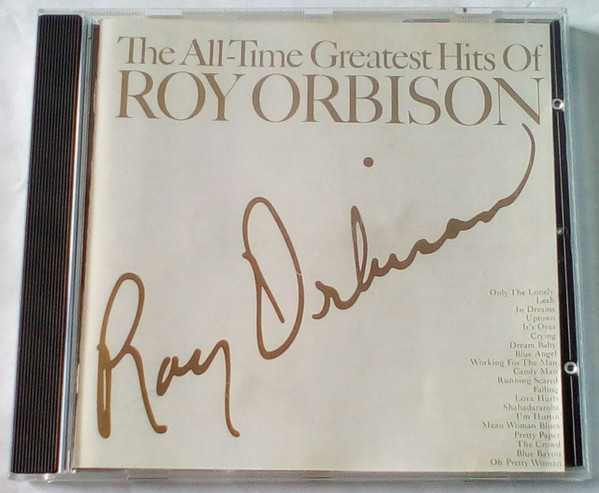 The All-Time Greatest Hits Of
ROY ORBISON
Roy Orbison
Only The Lonely
Leah
In Dreams
Uptown
It's Over
Crying
Dream Baby
Blue Angel
Working For The Man
Candy Man
Running Scared
Falling
Love Hurts
Shahadaramba
I'm Hurtin
Mean Woman Blues
Pretty Paper
The Crowd
Blue Bayou
Oh Pretty Woman